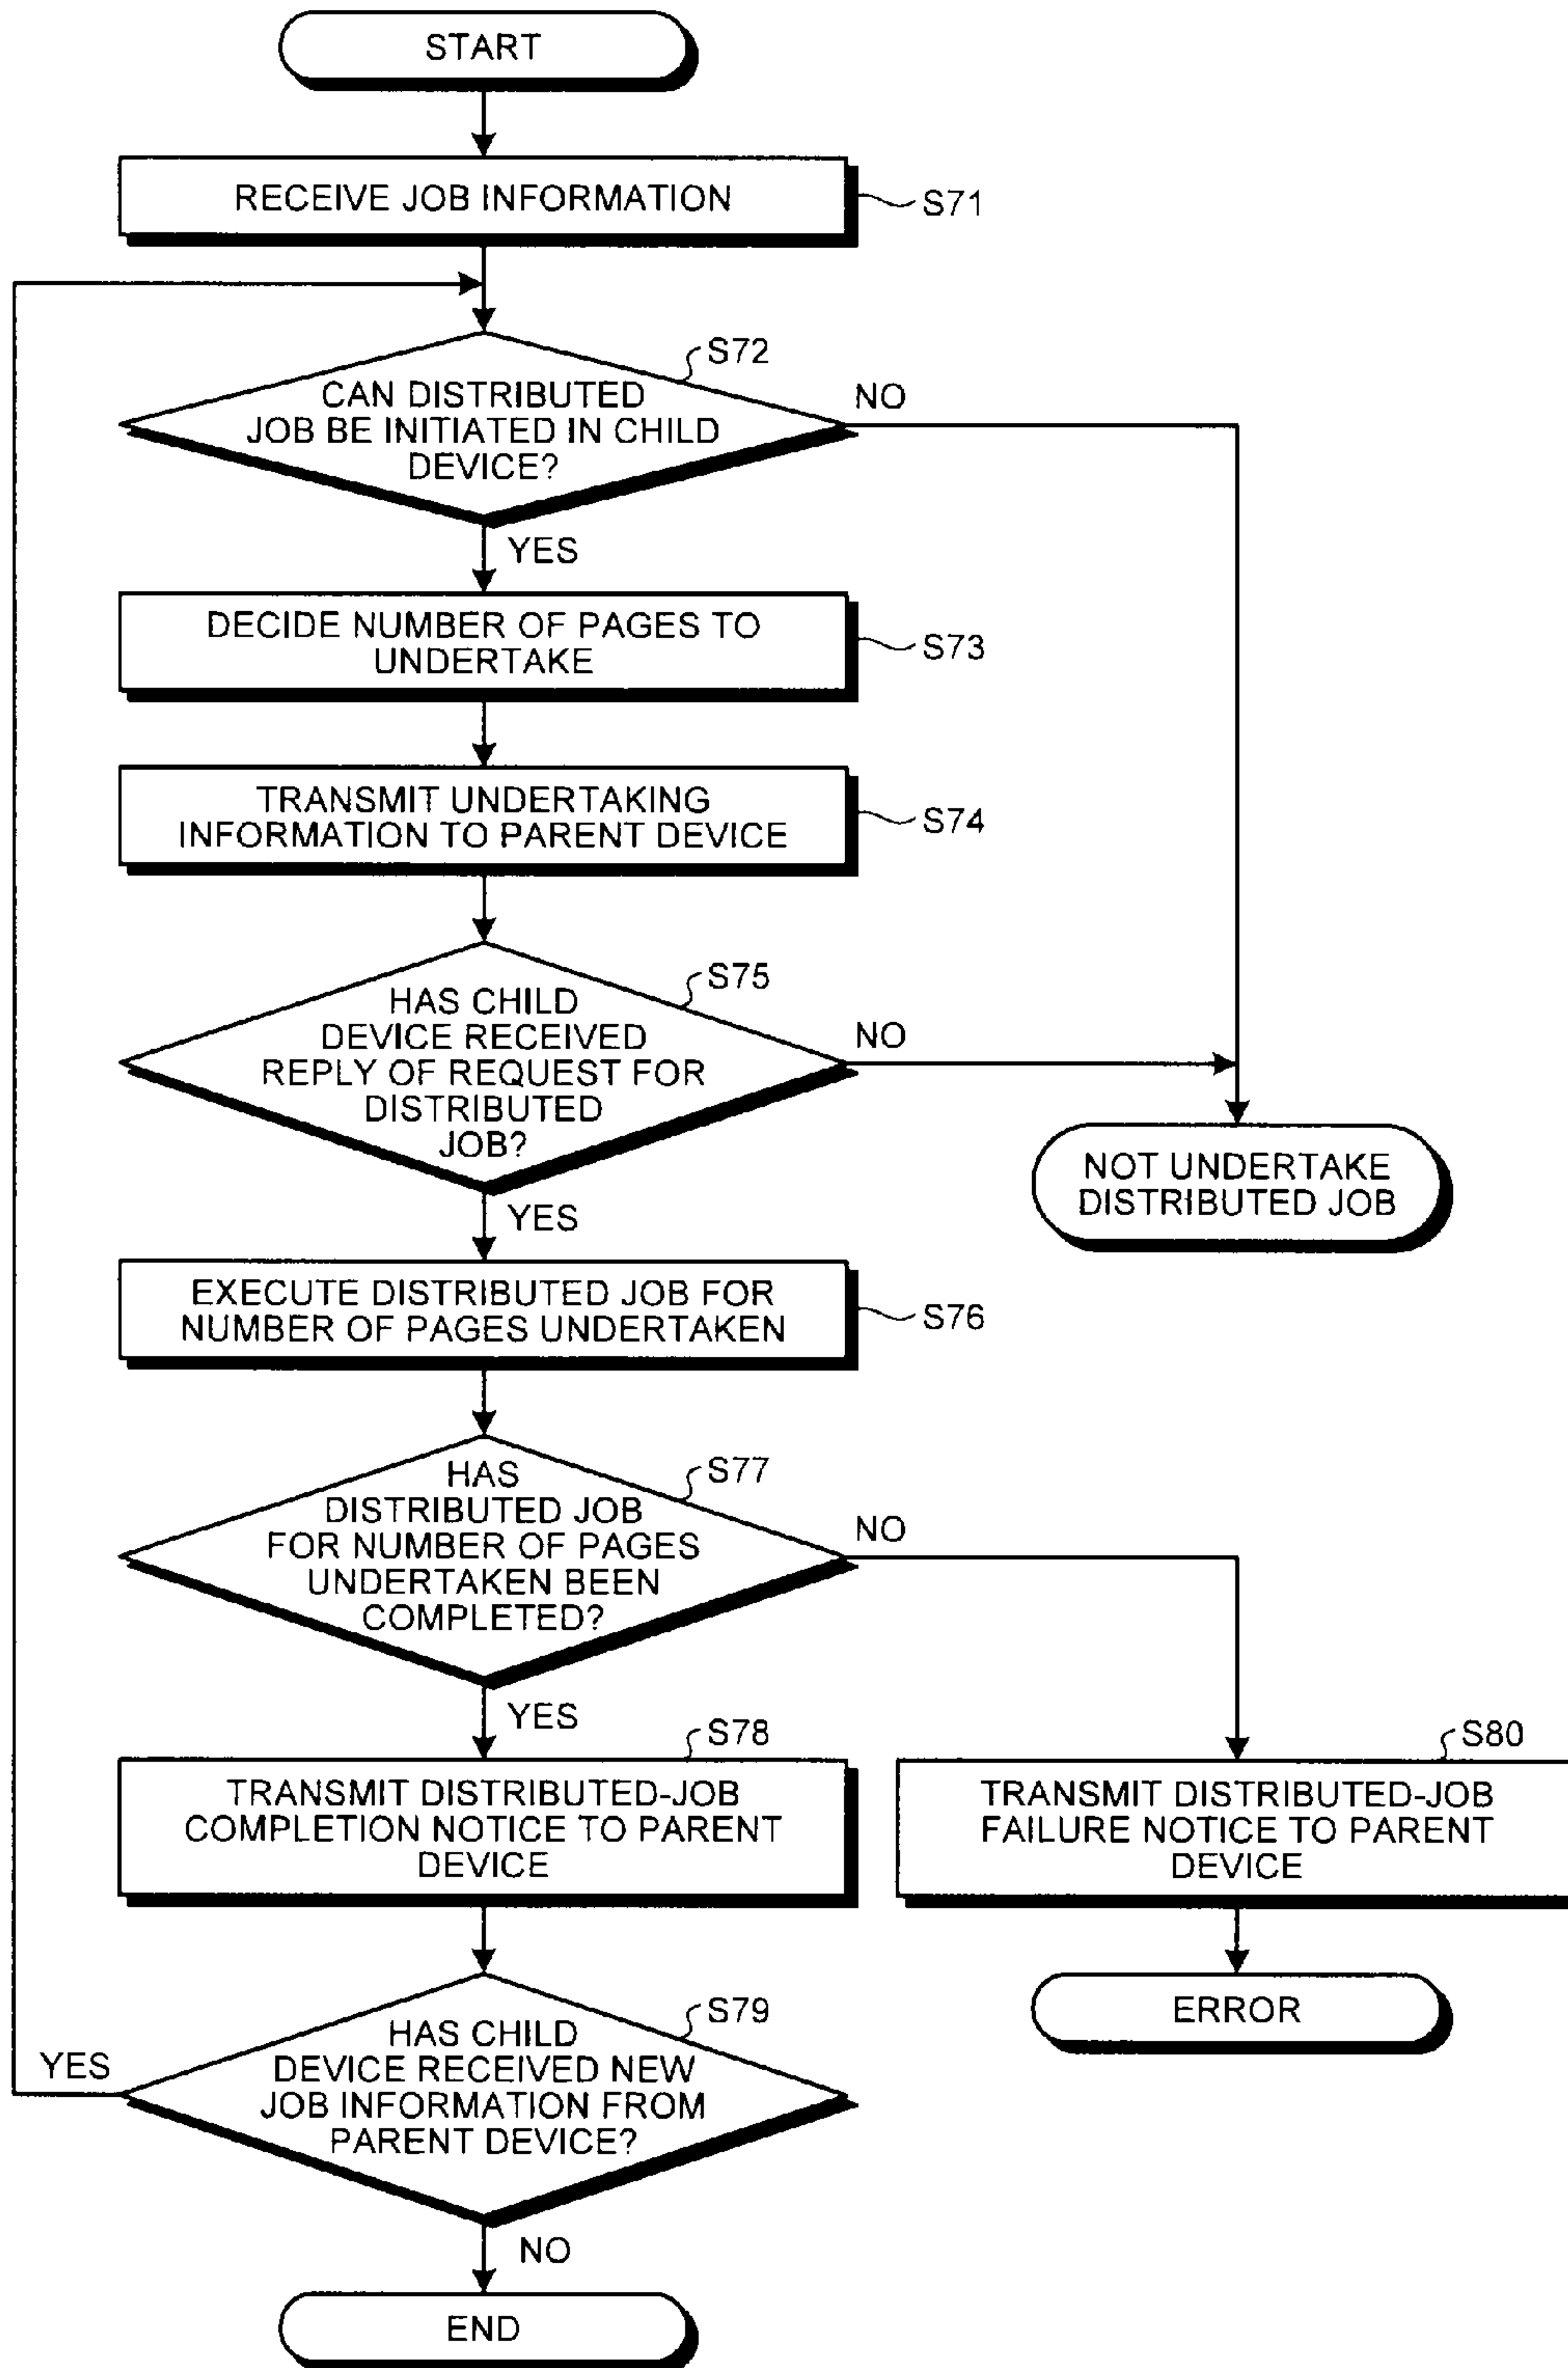 START
RECEIVE JOB INFORMATION
S71
S72
CAN DISTRIBUTED
JOB BE INITIATED IN CHILD
DEVICE?
NO
YES
DECIDE NUMBER OF PAGES TO
UNDERTAKE
S73
TRANSMIT UNDERTAKING
INFORMATION TO PARENT DEVICE
S74
S75
HAS CHILD
DEVICE RECEIVED
REPLY OF REQUEST FOR
DISTRIBUTED
JOB?
NO
NOT UNDERTAKE
DISTRIBUTED JOB
YES
EXECUTE DISTRIBUTED JOB FOR
NUMBER OF PAGES UNDERTAKEN
S76
S77
HAS
DISTRIBUTED JOB
FOR NUMBER OF PAGES
UNDERTAKEN BEEN
COMPLETED?
NO
YES
S78
TRANSMIT DISTRIBUTED-JOB
COMPLETION NOTICE TO PARENT
DEVICE
S80
TRANSMIT DISTRIBUTED-JOB
FAILURE NOTICE TO PARENT
DEVICE
ERROR
S79
HAS CHILD
DEVICE RECEIVED NEW
JOB INFORMATION FROM
PARENT DEVICE?
YES
NO
END